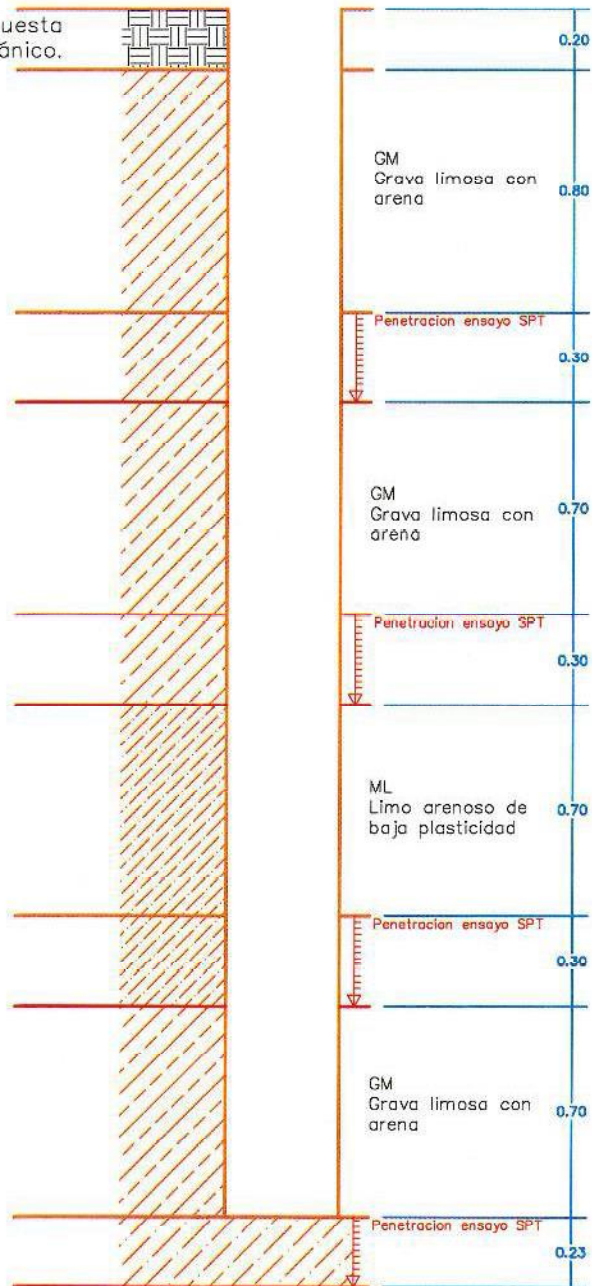 uesta
ánico.
0.20
GM
Grava limosa con
arena
0.80
Penetracion ensayo SPT
0.30
GM
Grava limosa con
arena
0.70
Penetracion ensayo SPT
0.30
ML
Limo arenoso de
baja plasticidad
0.70
Penetracion ensayo SPT
0.30
GM
Grava limosa con
arena
0.70
Penetracion ensayo SPT
0.23